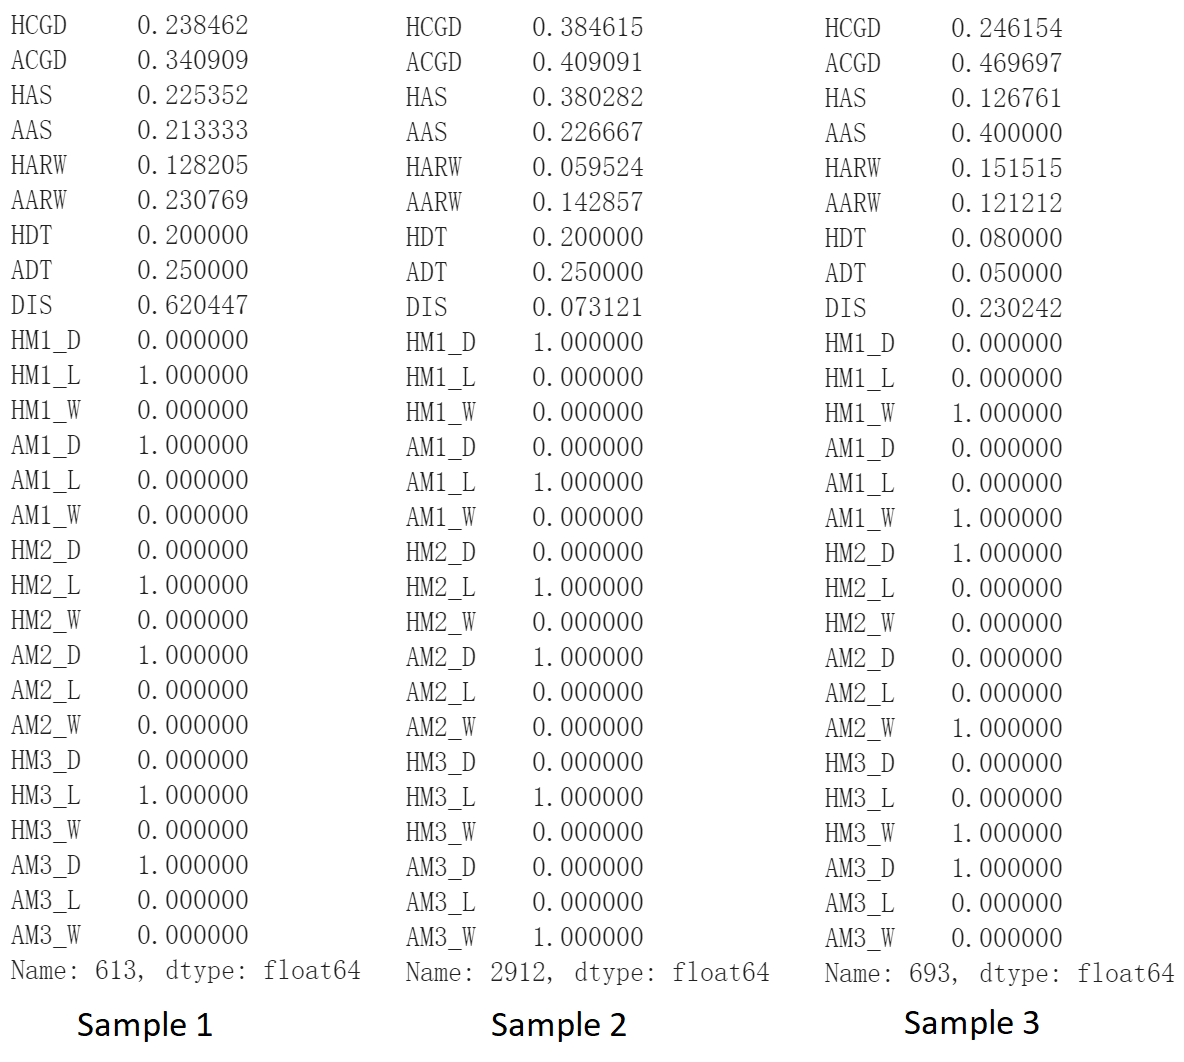 HCGD 0.238462
ACGD 0.340909
HAS 0.225352
AAS 0.213333
HARW 0.128205
AARW 0.230769
HDT 0.200000
ADT 0.250000
DIS 0.620447
HM1_D 0.000000
HM1_L 1.000000
HM1_W 0.000000
AM1_D 1.000000
AM1_L 0.000000
AM1_W 0.000000
HM2_D 0.000000
HM2_L 1.000000
HM2_W 0.000000
AM2_D 1.000000
AM2_L 0.000000
AM2_W 0.000000
HM3_D 0.000000
HM3_L 1.000000
HM3_W 0.000000
AM3_D 1.000000
AM3_L 0.000000
AM3_W 0.000000
Name: 613, dtype: float64
Sample 1
HCGD 0.384615
ACGD 0.409091
HAS 0.380282
AAS 0.226667
HARW 0.059524
AARW 0.142857
HDT 0.200000
ADT 0.250000
DIS 0.073121
HM1_D 1.000000
HM1_L 0.000000
HM1_W 0.000000
AM1_D 0.000000
AM1_L 1.000000
AM1_W 0.000000
HM2_D 0.000000
HM2_L 1.000000
HM2_W 0.000000
AM2_D 1.000000
AM2_L 0.000000
AM2_W 0.000000
HM3_D 0.000000
HM3_L 1.000000
HM3_W 0.000000
AM3_D 0.000000
AM3_L 0.000000
AM3_W 1.000000
Name: 2912, dtype: float64
Sample 2
HCGD 0.246154
ACGD 0.469697
HAS 0.126761
AAS 0.400000
HARW 0.151515
AARW 0.121212
HDT 0.080000
ADT 0.050000
DIS 0.230242
HM1_D 0.000000
HM1_L 0.000000
HM1_W 1.000000
AM1_D 0.000000
AM1_L 0.000000
AM1_W 1.000000
HM2_D 1.000000
HM2_L 0.000000
HM2_W 0.000000
AM2_D 0.000000
AM2_L 0.000000
AM2_W 1.000000
HM3_D 0.000000
HM3_L 0.000000
HM3_W 1.000000
AM3_D 1.000000
AM3_L 0.000000
AM3_W 0.000000
Name: 693, dtype: float64
Sample 3